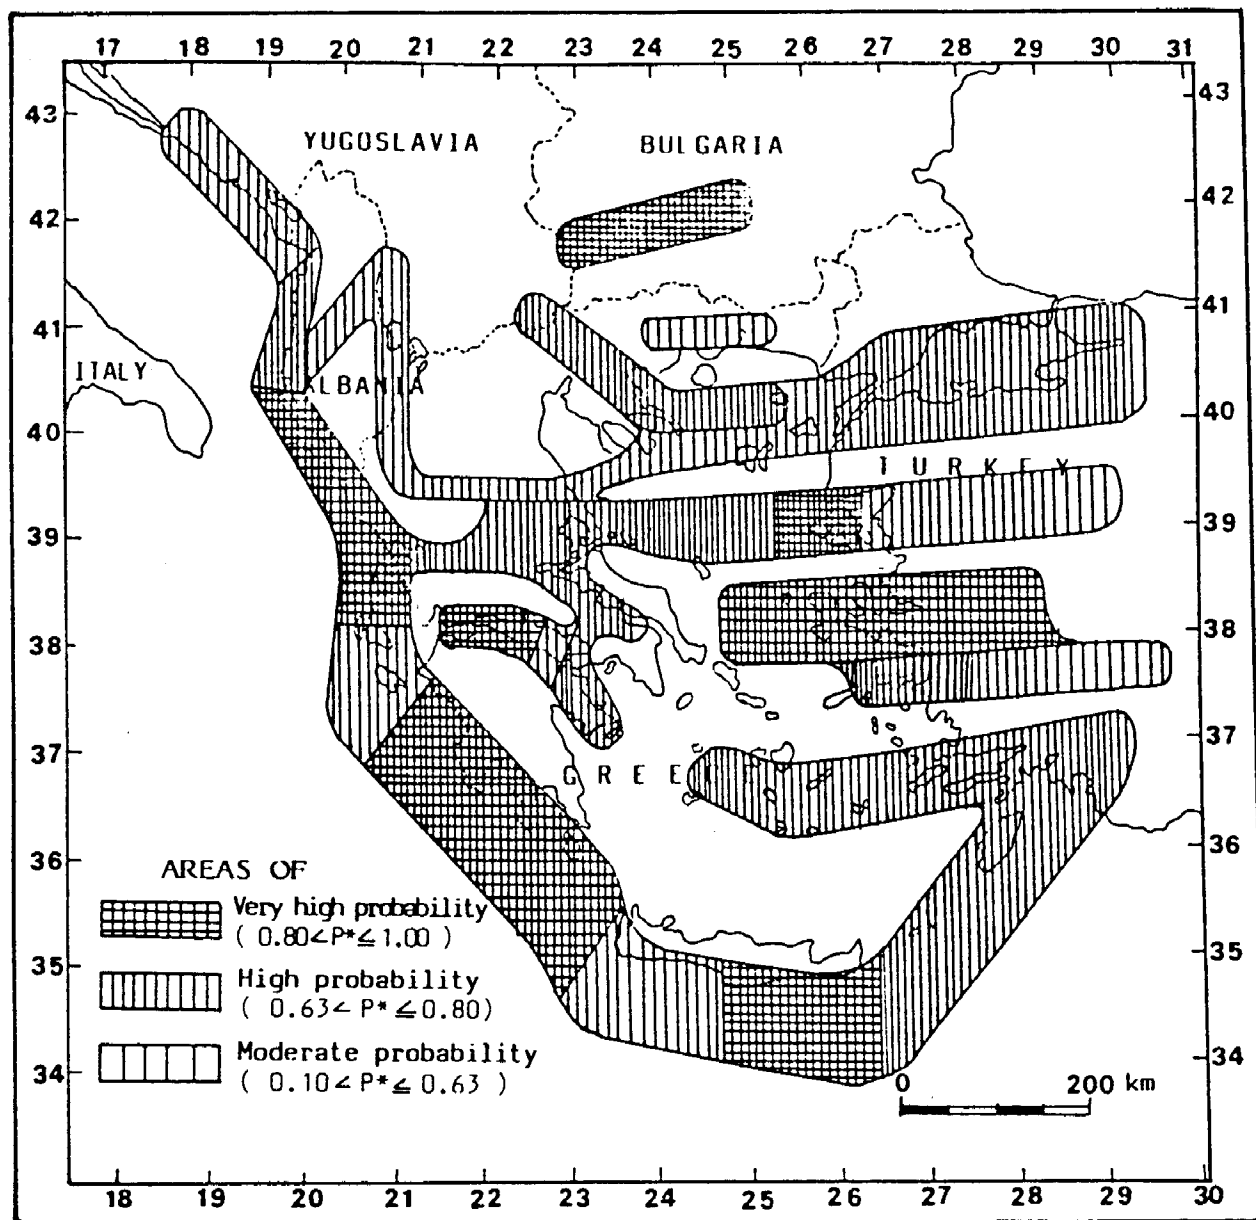 17 18 19 20 21 22 23 24 25 26 27 28 29 30 31
43 43
YUGOSLAVIA BULGARIA
42 42
41 41
ITALY
ALBANIA
40 40
TURKEY
39 39
38 38
37 37
GREE
36 36
AREAS OF
Very high probability
( 0.80< P* ≦ 1.00 )
35 35
High probability
( 0.63< P* ≦ 0.80)
Moderate probability
( 0.10< P* ≦ 0.63 )
34 34
0 200 km
18 19 20 21 22 23 24 25 26 27 28 29 30